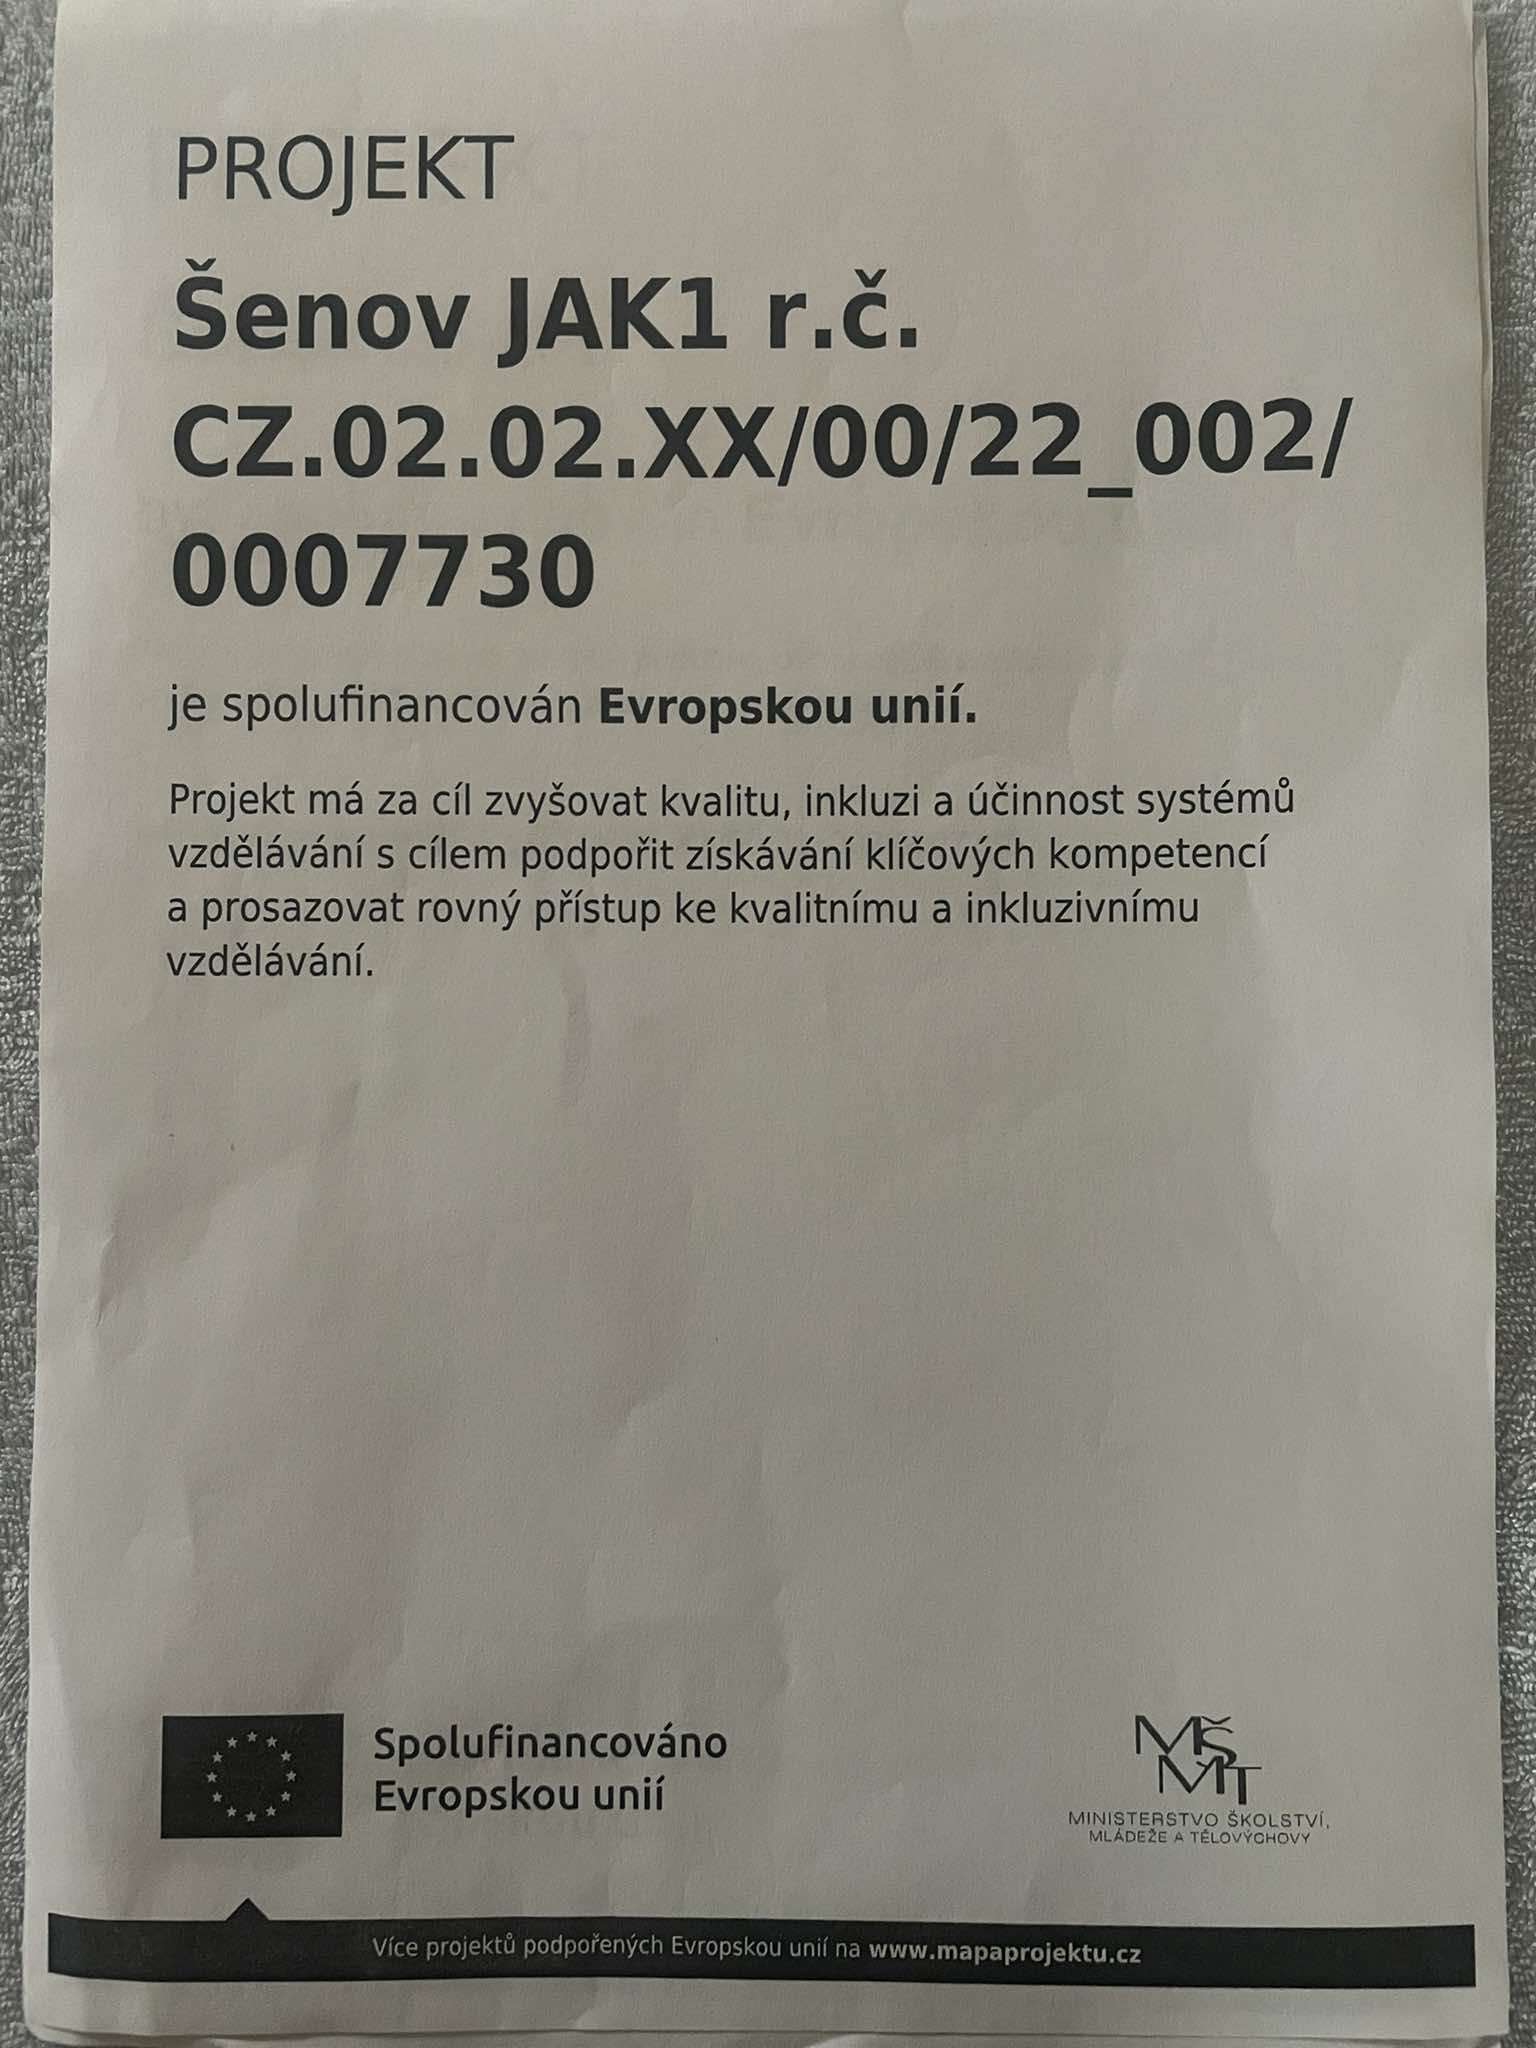 PROJEKT
Šenov JAK1 r.č.
CZ.02.02.XX/00/22_002/
0007730
je spolufinancován Evropskou unií.
Projekt má za cíl zvyšovat kvalitu, inkluzi a účinnost systémů
vzdělávání s cílem podpořit získávání klíčových kompetencí
a prosazovat rovný přístup ke kvalitnímu a inkluzivnímu
vzdělávání.
Spolufinancováno
Evropskou unií
MŠ
MT
MINISTERSTVO ŠKOLSTVÍ,
MLÁDEŽE A TĚLOVÝCHOVY
Více projektů podpořených Evropskou unií na www.mapaprojektu.cz